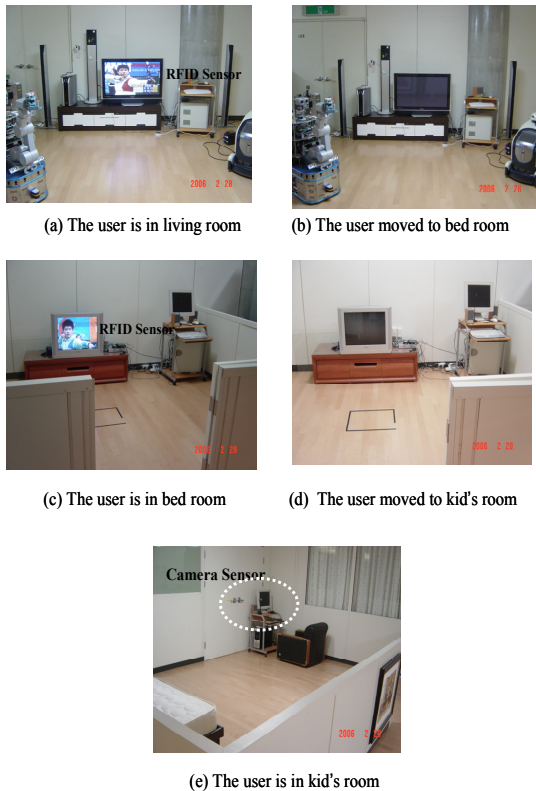 RFID Sensor
2006 2 28
2006 2 28
(a) The user is in living room
(b) The user moved to bed room
RFID Sensor
2006 2 28
2006 2 28
(c) The user is in bed room
(d) The user moved to kid's room
Camera Sensor
2006 2 28
(e) The user is in kid's room